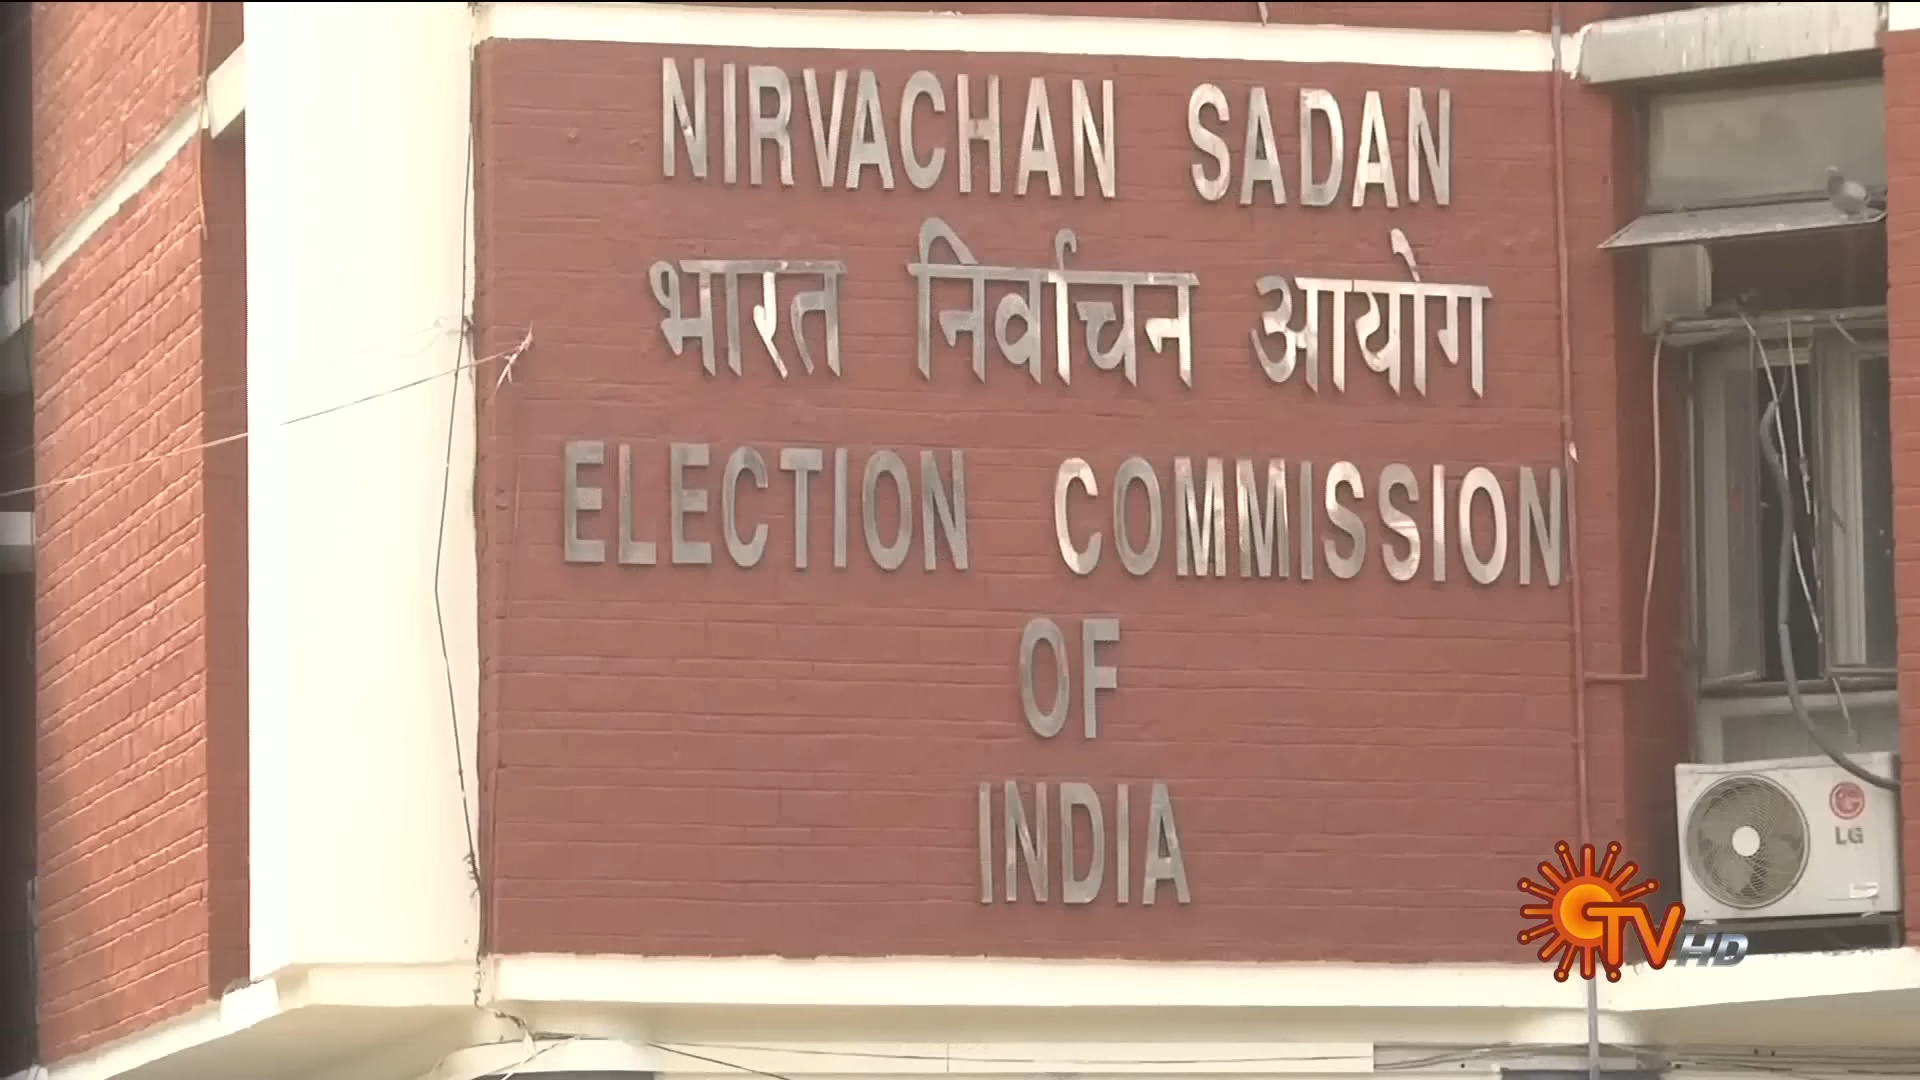 NIRVACHAN SADAN
भारत निर्वाचन आयोग
ELECTION COMMISSION
OF
INDIA
LG
TV HD